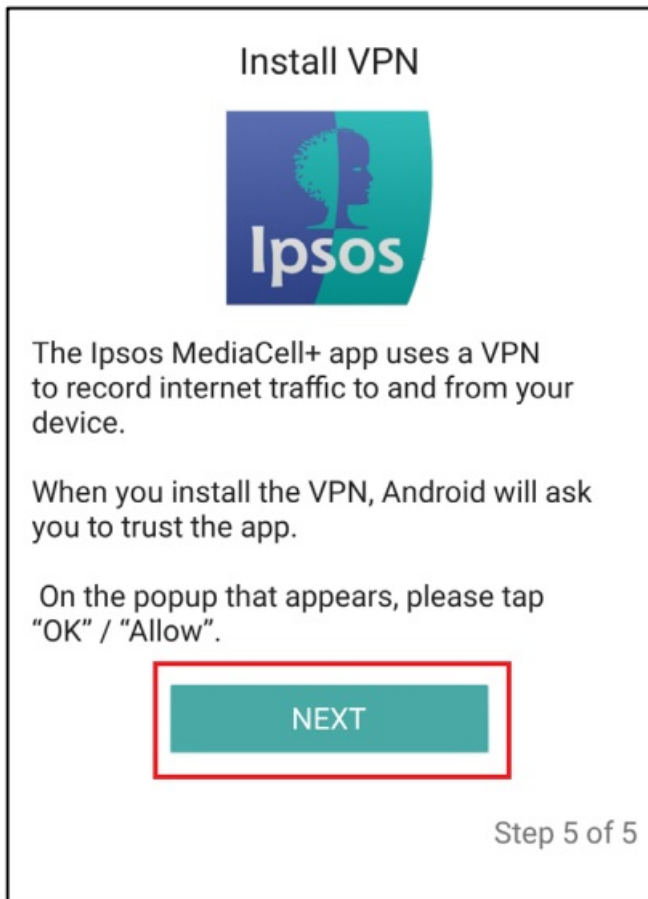 Install VPN
Ipsos
The Ipsos MediaCell+ app uses a VPN
to record internet traffic to and from your
device.
When you install the VPN, Android will ask
you to trust the app.
On the popup that appears, please tap
“OK” / “Allow”.
NEXT
Step 5 of 5